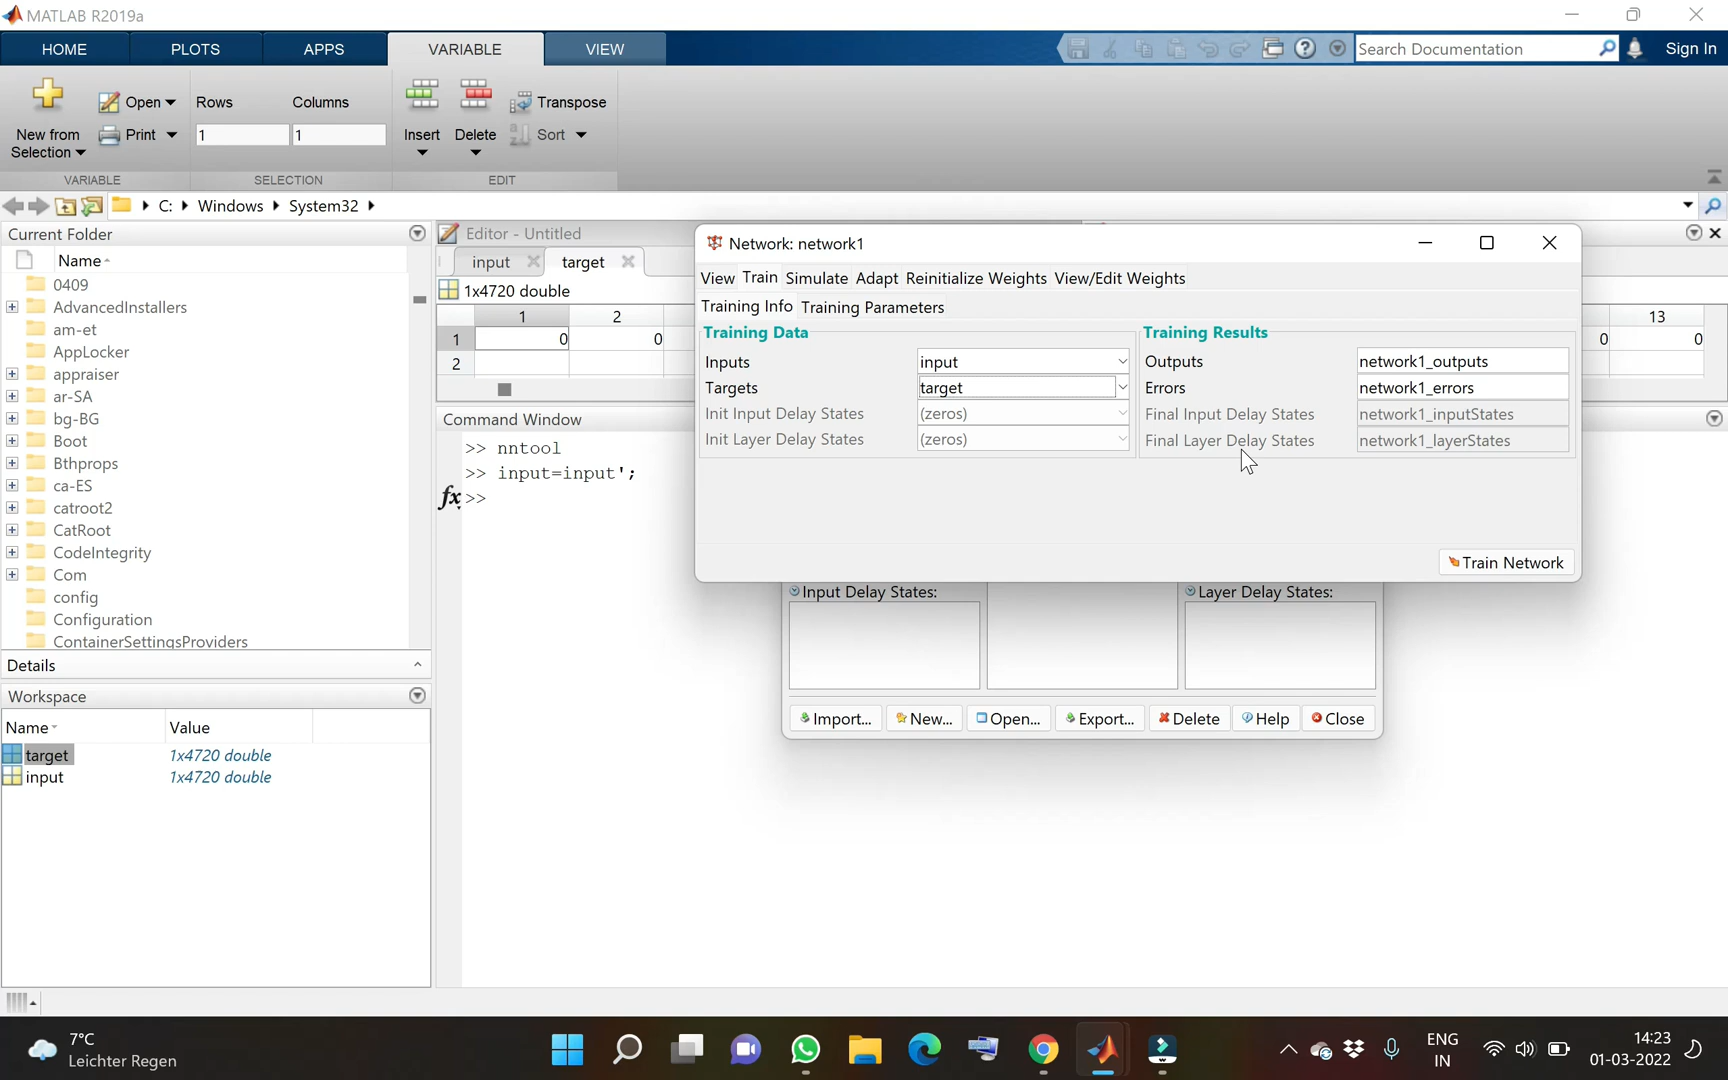 MATLAB R2019a
HOME PLOTS APPS VARIABLE VIEW Search Documentation Sign In
New from Selection Open Print Rows Columns 1 1 Insert Delete Transpose Sort
VARIABLE SELECTION EDIT
C: Windows System32
Current Folder
Name
0409
AdvancedInstallers
am-et
AppLocker
appraiser
ar-SA
bg-BG
Boot
Bthprops
ca-ES
catroot2
CatRoot
CodeIntegrity
Com
config
Configuration
ContainerSettingsProviders
Details
Workspace
Name Value
target 1x4720 double
input 1x4720 double
Editor - Untitled
input target
1x4720 double
1 2 13
1 0 0 0 0
2
Command Window
>> nntool
>> input=input';
fx >>
Network: network1
View Train Simulate Adapt Reinitialize Weights View/Edit Weights
Training Info Training Parameters
Training Data Training Results
Inputs input Outputs network1_outputs
Targets target Errors network1_errors
Init Input Delay States (zeros) Final Input Delay States network1_inputStates
Init Layer Delay States (zeros) Final Layer Delay States network1_layerStates
Train Network
Input Delay States: Layer Delay States:
Import... New... Open... Export... Delete Help Close
7°C
Leichter Regen
ENG
IN
14:23
01-03-2022